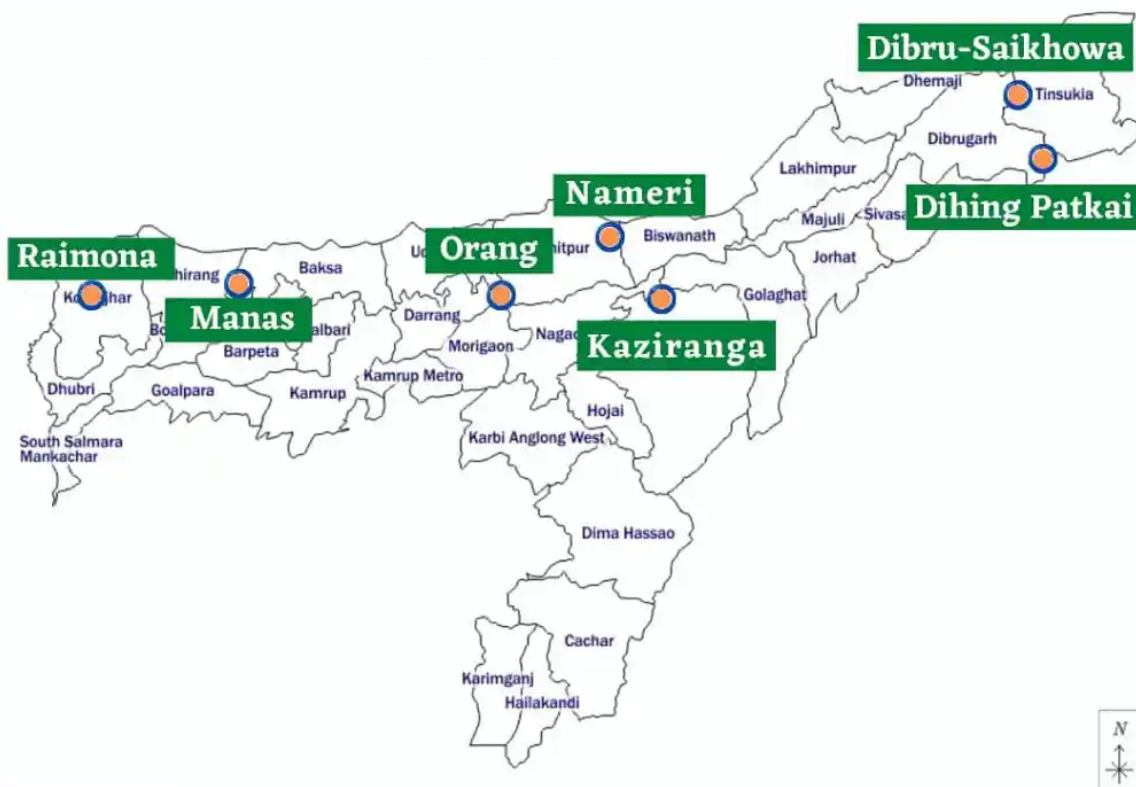 Dibru-Saikhowa
Dhemaji
Tinsukia
Dibrugarh
Lakhimpur
Nameri
Dihing Patkai
Majuli
Biswanath
Orang
Raimona
Jorhat
Baksa
Manas
Golaghat
Darrang
Kaziranga
Morigaon
Barpeta
Kamrup Metro
Dhubri
Goalpara
Kamrup
Hojai
South Salmara
Mankachar
Karbi Anglong West
Dima Hassao
Cachar
Karimganj
Hailakandi
N